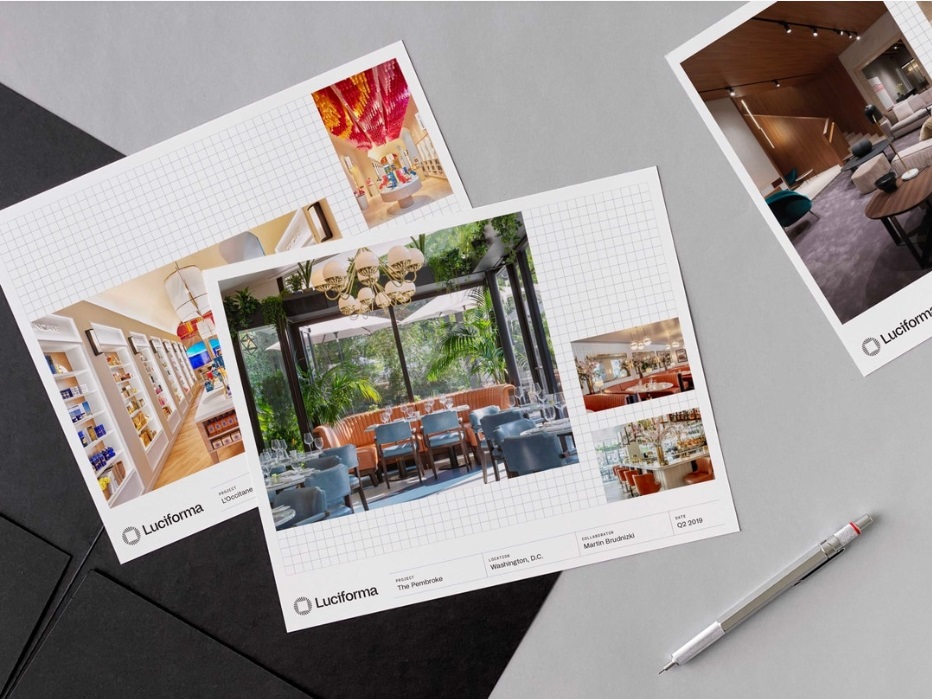 Luciforma
PROJECT
L'Occitane
Luciforma
PROJECT
The Pembroke
LOCATION
Washington, D.C.
COLLABORATOR
Martin Brudnizki
DATE
Q2 2019
Luciforma